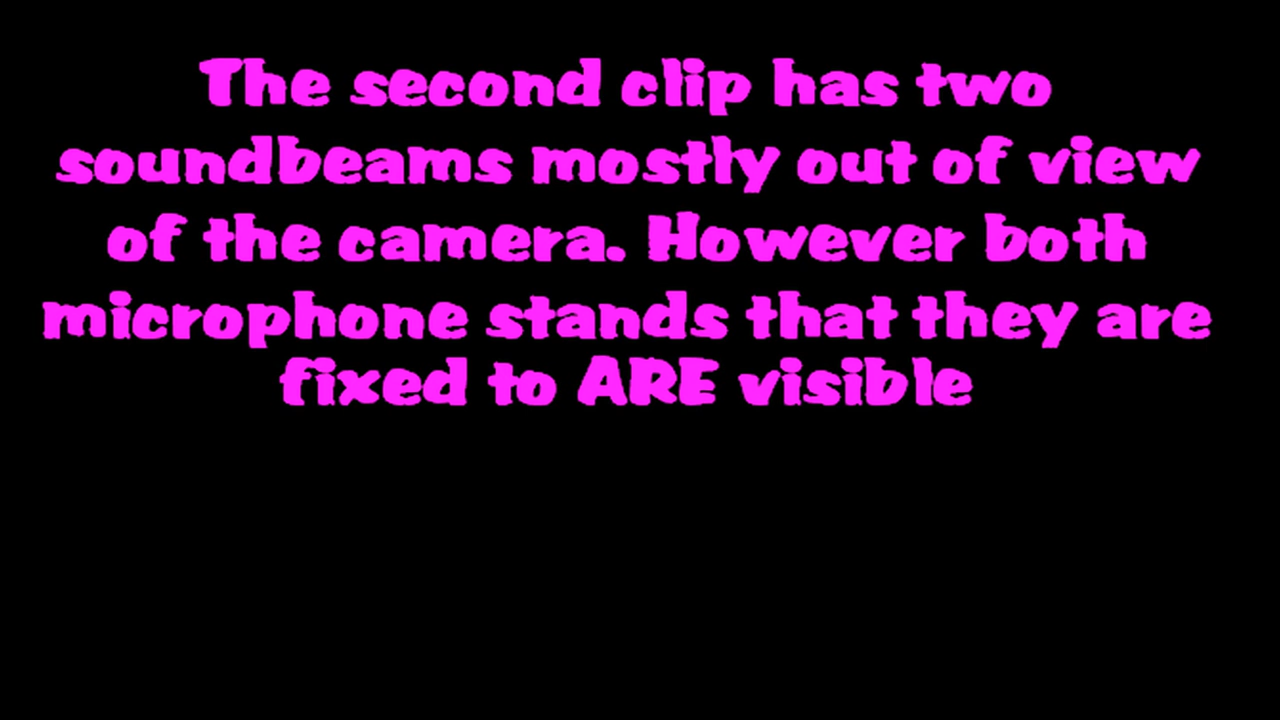 The second clip has two
soundbeams mostly out of view
of the camera. However both
microphone stands that they are
fixed to ARE visible